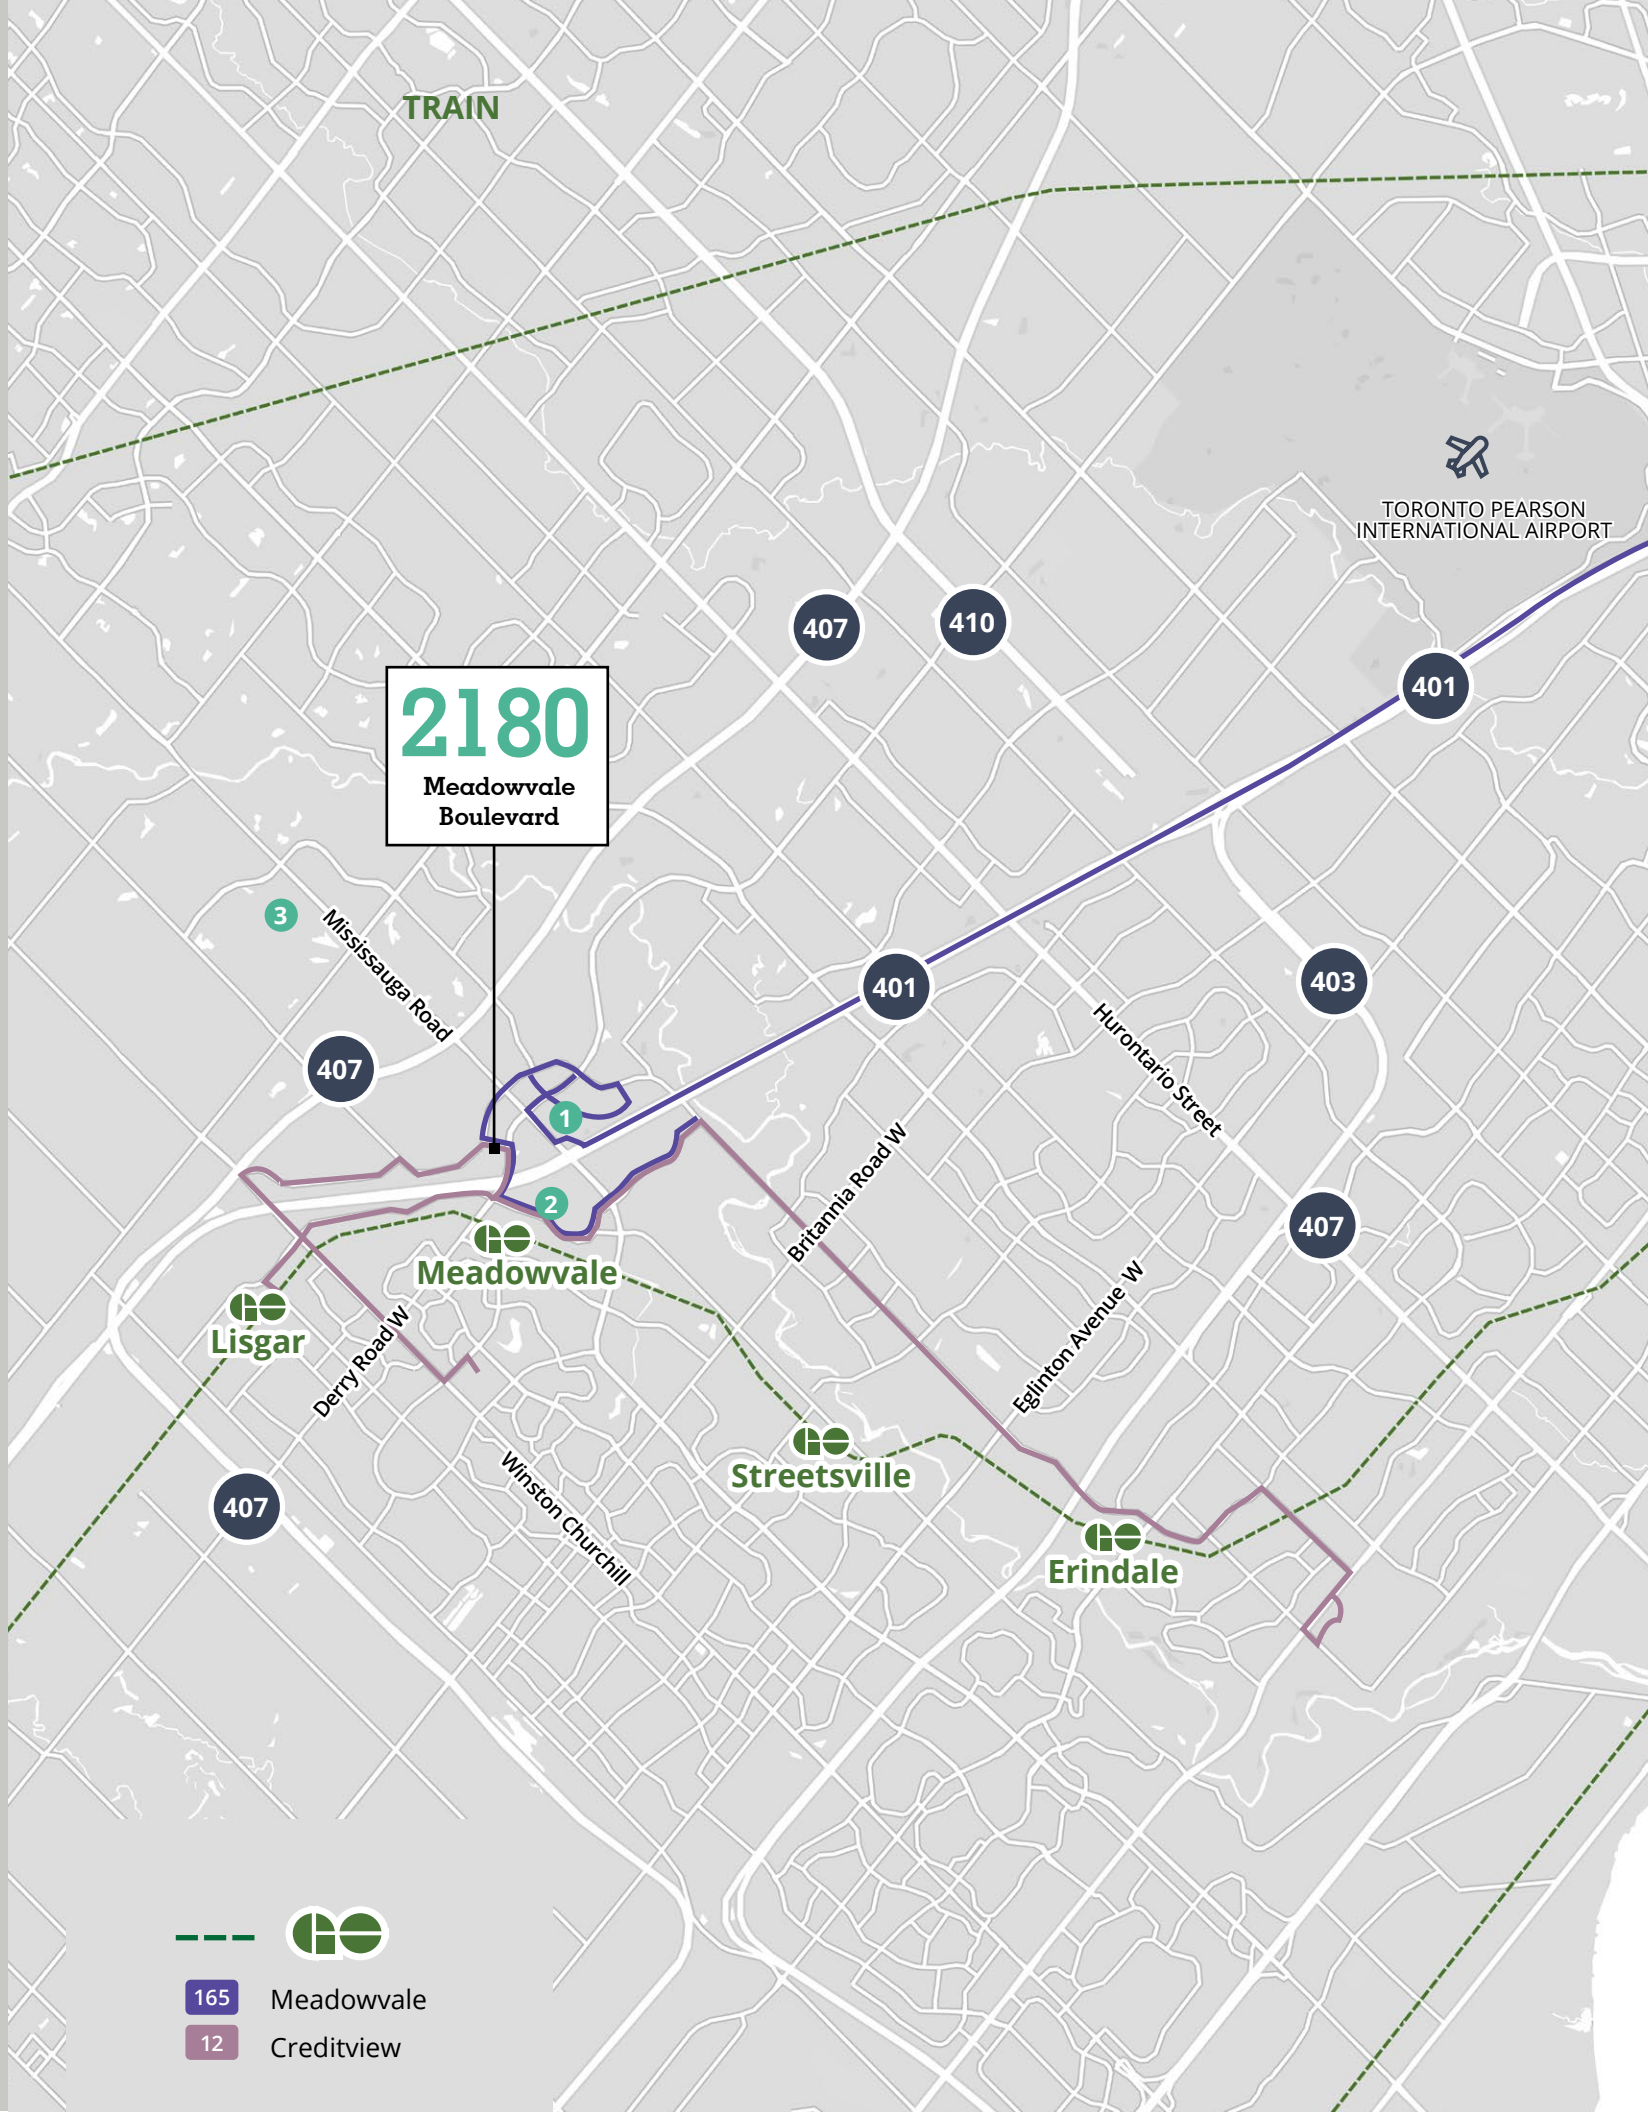 TRAIN
TORONTO PEARSON
INTERNATIONAL AIRPORT
407
410
401
2180
Meadowvale
Boulevard
3
Mississauga Road
401
403
Hurontario Street
407
1
Britannia Road W
2
407
Meadowvale
Eglinton Avenue W
Lisgar
Derry Road W
Streetsville
407
Winston Churchill
Erindale
GO
165 Meadowvale
12 Creditview